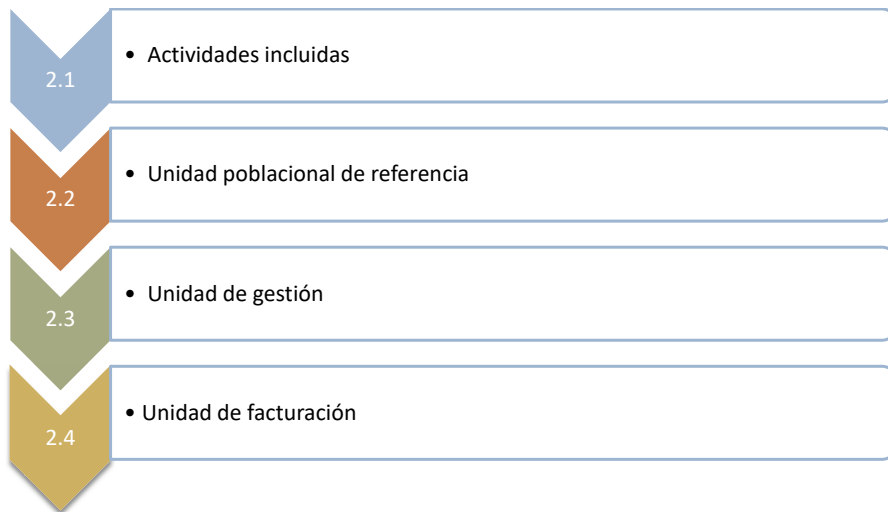 2.1
• Actividades incluidas
2.2
• Unidad poblacional de referencia
2.3
• Unidad de gestión
2.4
• Unidad de facturación